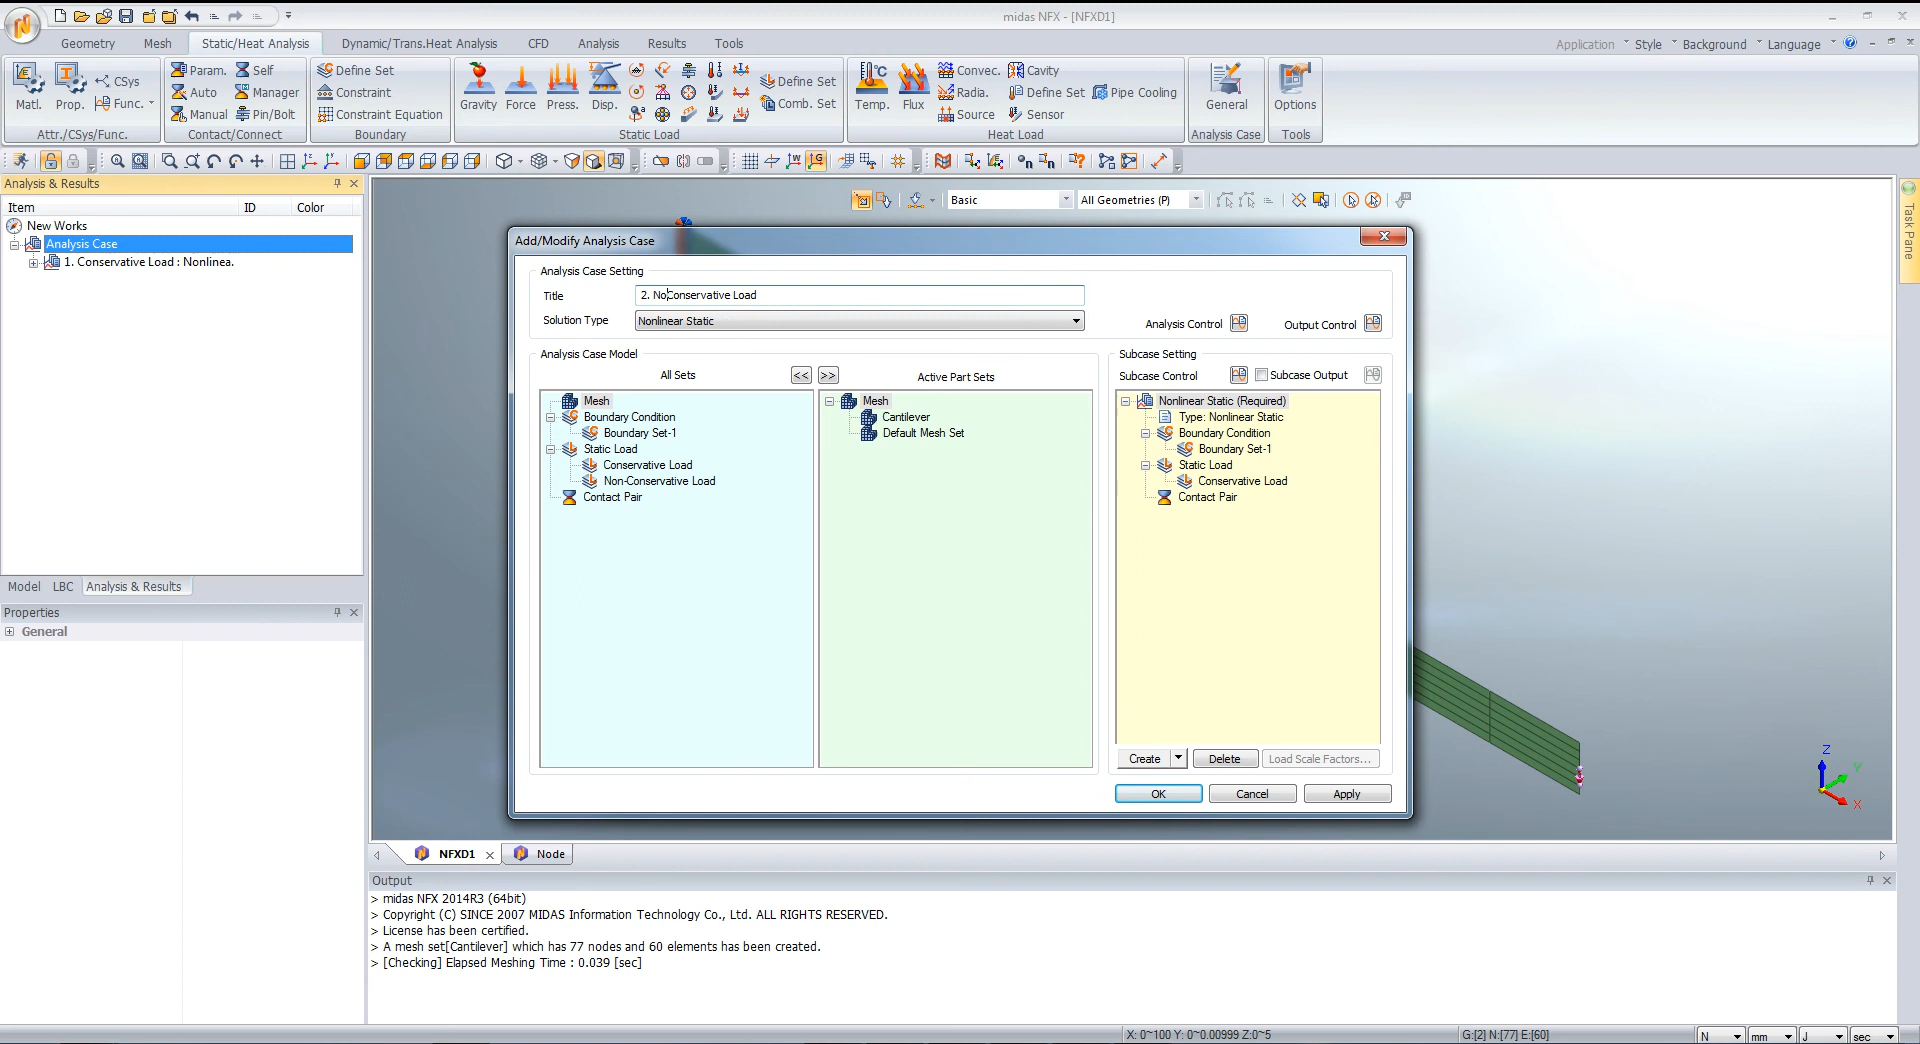 midas NFX - [NFXD1]
Geometry Mesh Static/Heat Analysis Dynamic/Trans.Heat Analysis CFD Analysis Results Tools
Application Style Background Language
Matl. Prop. CSys Func.
Attr./CSys/Func.
Param. Self
Auto Manager
Manual Pin/Bolt
Contact/Connect
Define Set
Constraint
Constraint Equation
Boundary
Gravity Force Press. Disp.
Define Set
Comb. Set
Static Load
Temp. Flux
Convec. Cavity
Radia. Define Set Pipe Cooling
Source Sensor
Heat Load
General
Analysis Case
Options
Tools
Analysis & Results
Item ID Color
New Works
Analysis Case
1. Conservative Load : Nonlinea.
Model LBC Analysis & Results
Properties
General
Basic All Geometries (P)
Task Pane
Add/Modify Analysis Case
Analysis Case Setting
Title 2. NoConservative Load
Solution Type Nonlinear Static
Analysis Control Output Control
Analysis Case Model
All Sets << >> Active Part Sets
Mesh
Boundary Condition
Boundary Set-1
Static Load
Conservative Load
Non-Conservative Load
Contact Pair
Mesh
Cantilever
Default Mesh Set
Subcase Setting
Subcase Control Subcase Output
Nonlinear Static (Required)
Type: Nonlinear Static
Boundary Condition
Boundary Set-1
Static Load
Conservative Load
Contact Pair
Create Delete Load Scale Factors...
OK Cancel Apply
Z
Y
X
NFXD1 Node
Output
> midas NFX 2014R3 (64bit)
> Copyright (C) SINCE 2007 MIDAS Information Technology Co., Ltd. ALL RIGHTS RESERVED.
> License has been certified.
> A mesh set[Cantilever] which has 77 nodes and 60 elements has been created.
> [Checking] Elapsed Meshing Time : 0.039 [sec]
X: 0~100 Y: 0~0.00999 Z:0~5 G:[2] N:[77] E:[60] N mm J sec